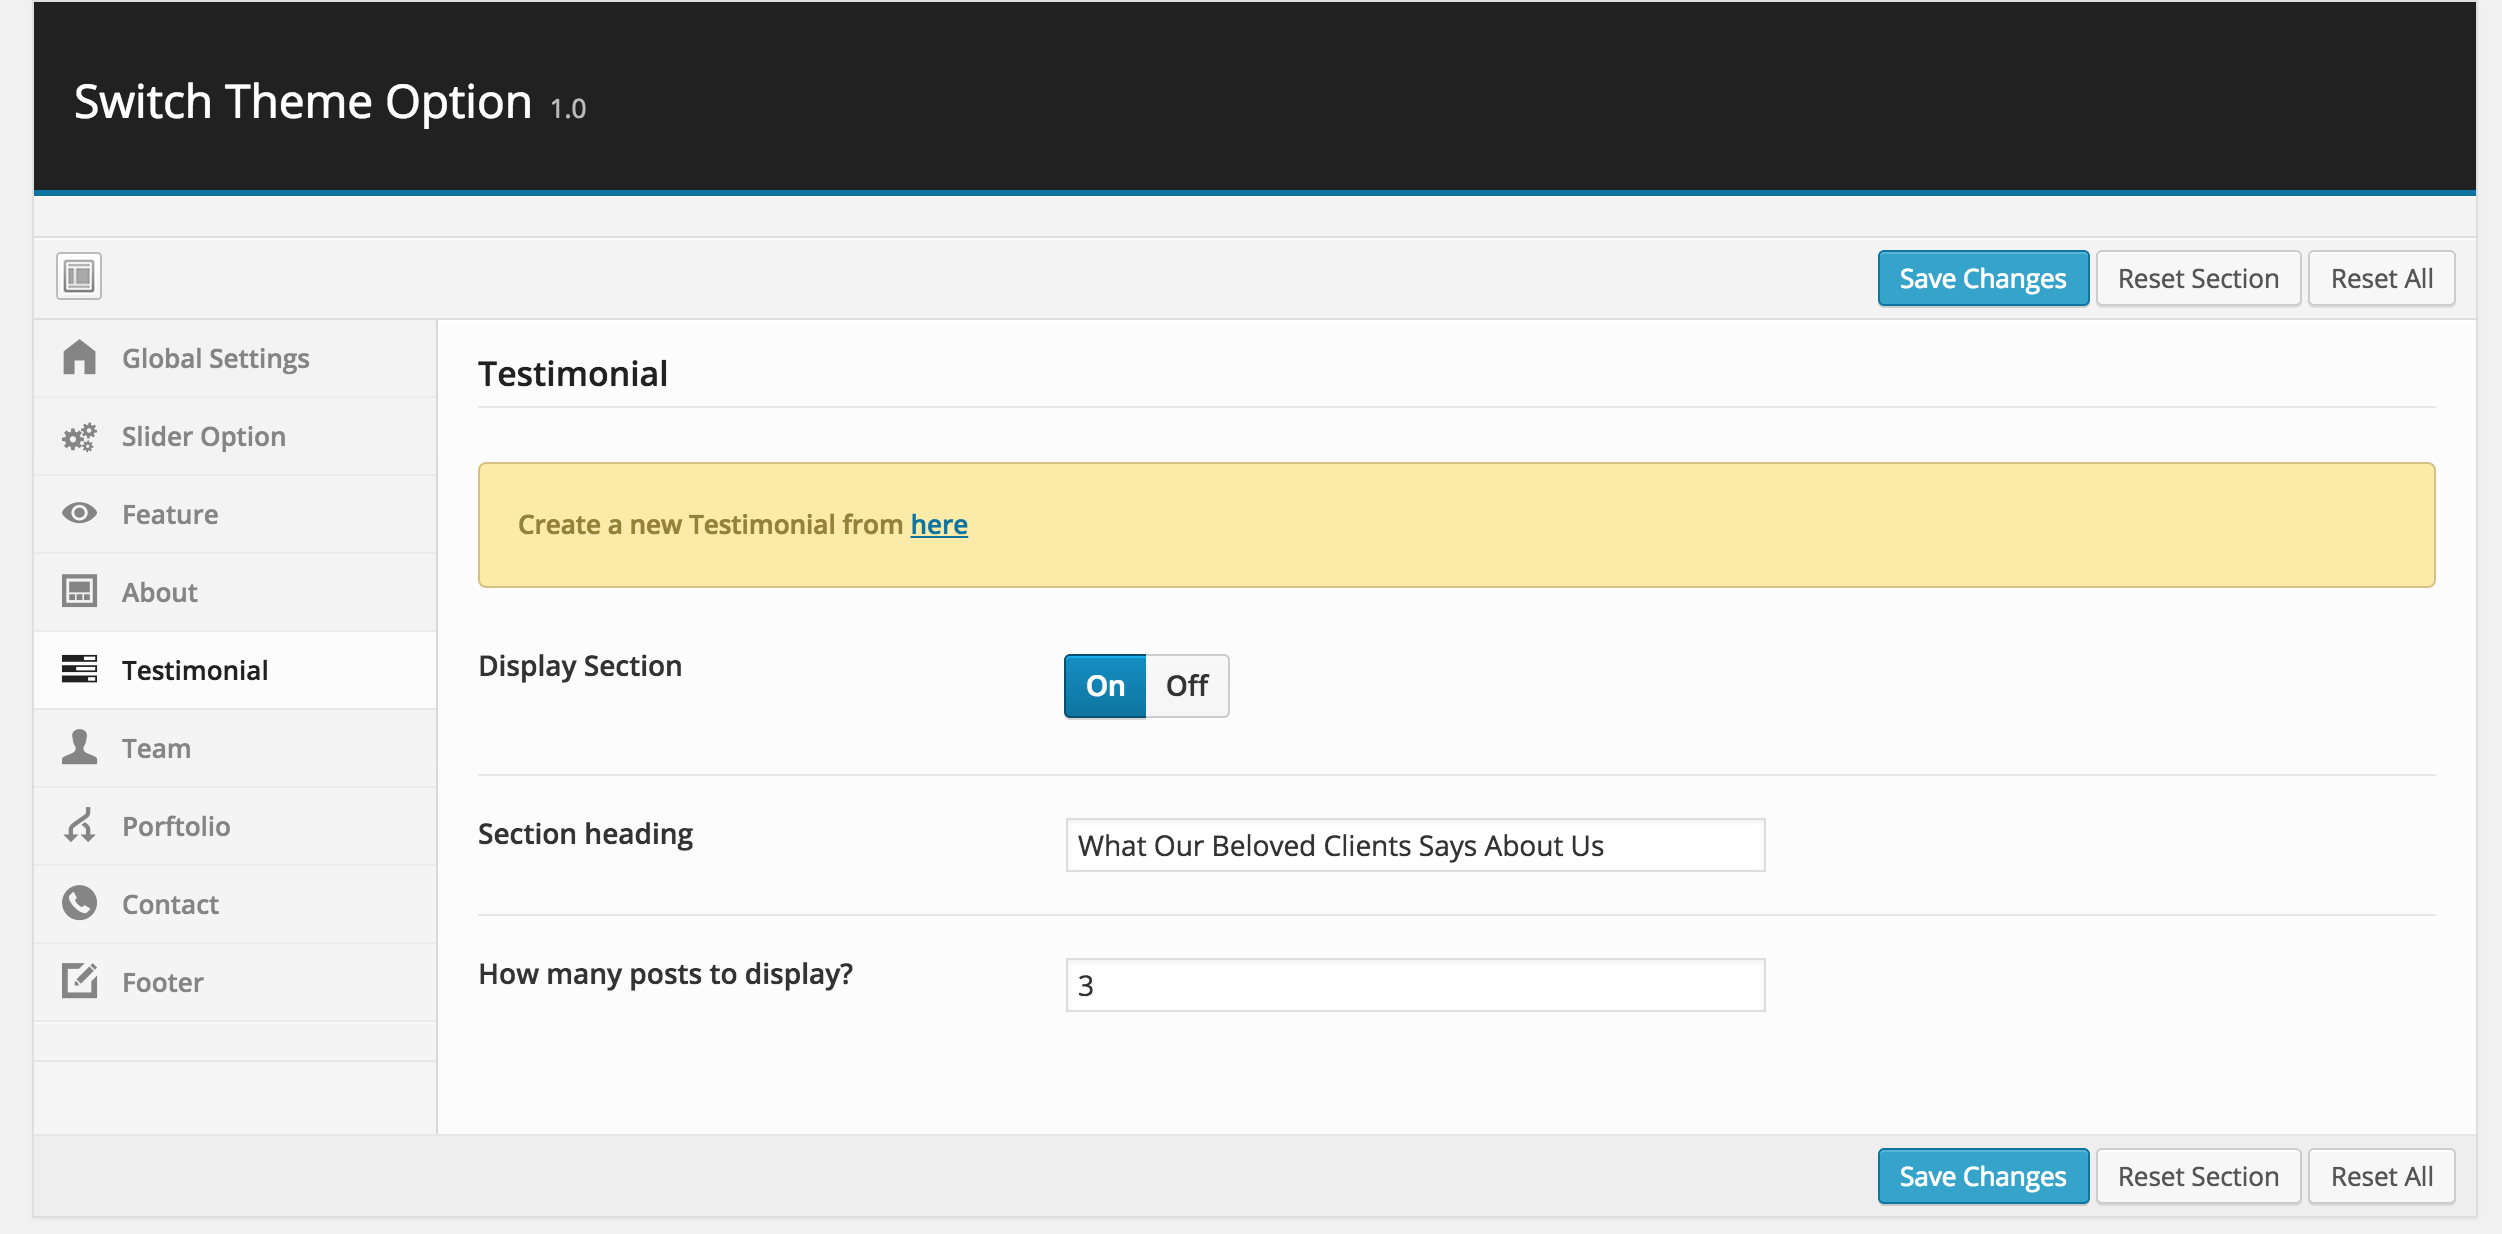 Switch Theme Option 1.0
Save Changes Reset Section Reset All
Global Settings
Slider Option
Feature
About
Testimonial
Team
Porftolio
Contact
Footer
Testimonial
Create a new Testimonial from here
Display Section On Off
Section heading What Our Beloved Clients Says About Us
How many posts to display? 3
Save Changes Reset Section Reset All